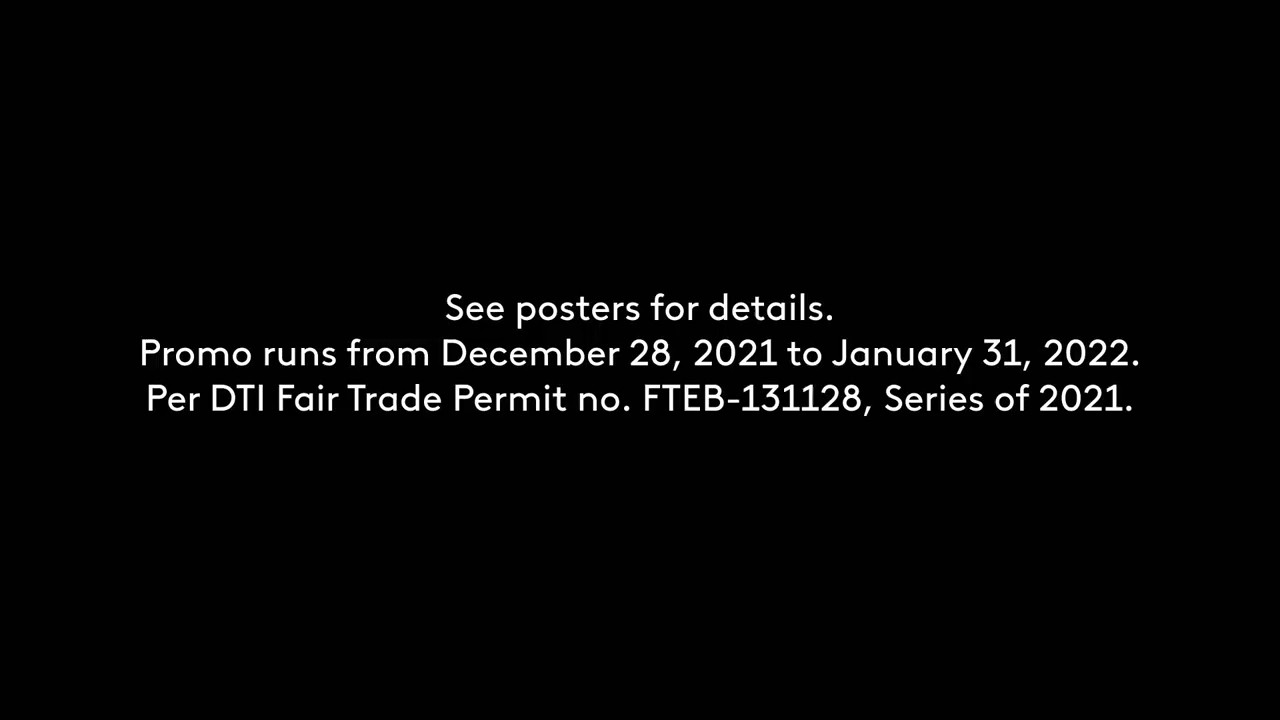 See posters for details.
Promo runs from December 28, 2021 to January 31, 2022.
Per DTI Fair Trade Permit no. FTEB-131128, Series of 2021.